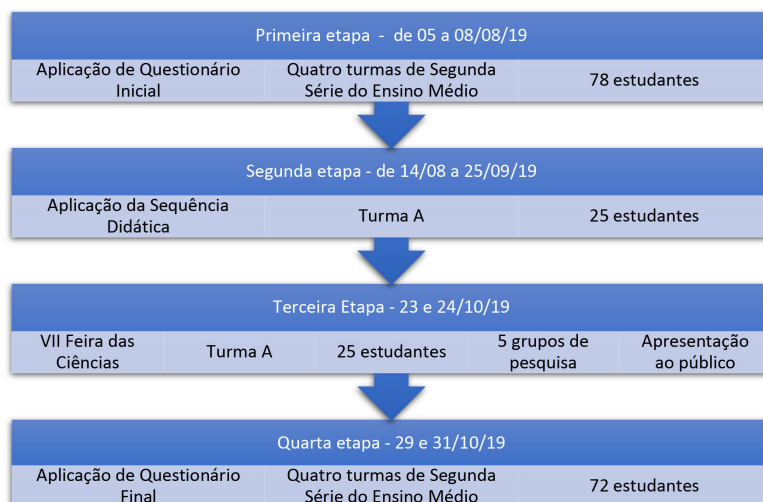 Primeira etapa - de 05 a 08/08/19
Aplicação de Questionário
Inicial
Quatro turmas de Segunda
Série do Ensino Médio
78 estudantes
Segunda etapa - de 14/08 a 25/09/19
Aplicação da Sequência
Didática
Turma A
25 estudantes
Terceira Etapa - 23 e 24/10/19
VII Feira das
Ciências
Turma A
25 estudantes
5 grupos de
pesquisa
Apresentação
ao público
Quarta etapa - 29 e 31/10/19
Aplicação de Questionário
Final
Quatro turmas de Segunda
Série do Ensino Médio
72 estudantes